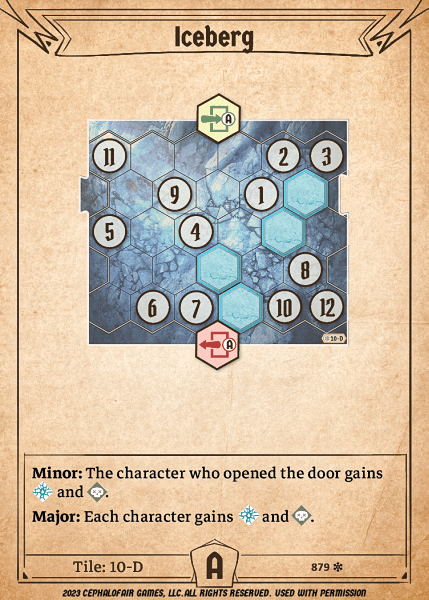 Iceberg
A
11 2 3
9 1
5 4
8
6 7 10 12
A
10-D
Minor: The character who opened the door gains
and .
Major: Each character gains and .
Tile: 10-D
A
879
2023 CEPHALOFAIR GAMES, LLC. ALL RIGHTS RESERVED. USED WITH PERMISSION